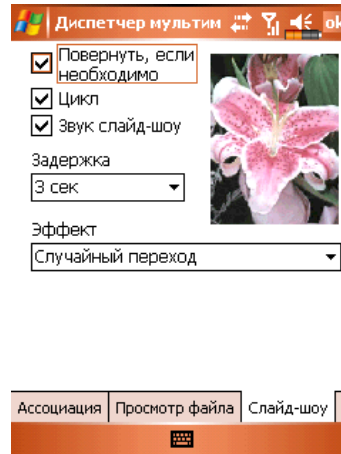 Диспетчер мультим ok
Повернуть, если
необходимо
Цикл
Звук слайд-шоу
Задержка
3 сек
Эффект
Случайный переход
Ассоциация Просмотр файла Слайд-шоу